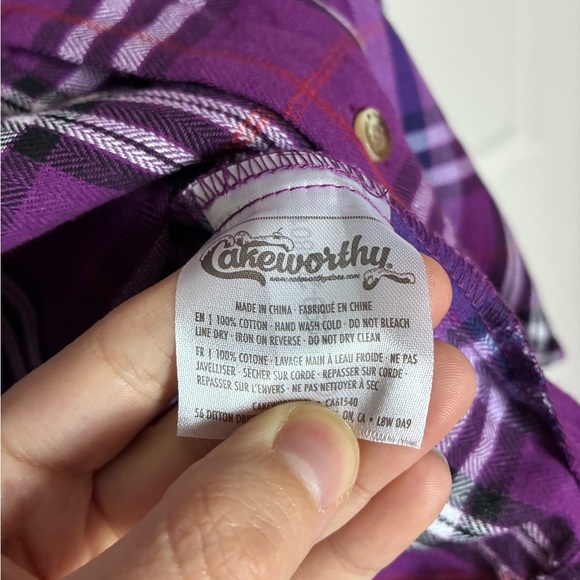 Cakeworthy.
www.cakeworthystore.com
MADE IN CHINA · FABRIQUÉ EN CHINE
EN | 100% COTTON · HAND WASH COLD · DO NOT BLEACH
LINE DRY · IRON ON REVERSE · DO NOT DRY CLEAN
FR | 100% COTONE · LAVAGE MAIN À LEAU FROIDE · NE PAS
JAVELLISER · SÈCHER SUR CORDE · REPASSER SUR CORDE ·
REPASSER SUR L'ENVERS · NE PAS NETTOYER À SEC
CA61540
56 DITTON ON, CA • L8W 0A9